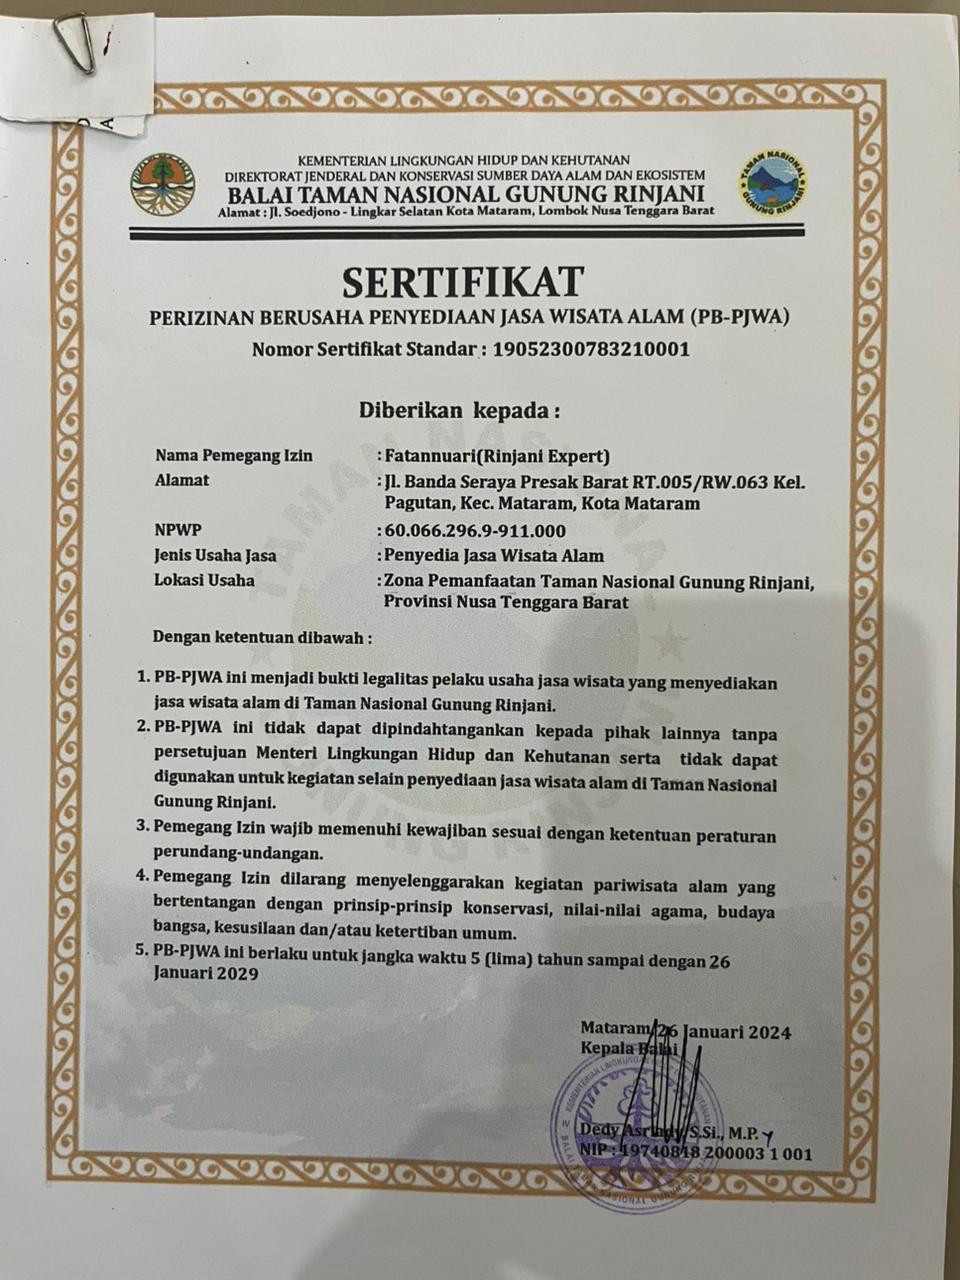 KEMENTERIAN LINGKUNGAN HIDUP DAN KEHUTANAN
DIREKTORAT JENDERAL DAN KONSERVASI SUMBER DAYA ALAM DAN EKOSISTEM
BALAI TAMAN NASIONAL GUNUNG RINJANI
Alamat : Jl. Soedjono - Lingkar Selatan Kota Mataram, Lombok Nusa Tenggara Barat
TAMAN NASIONAL GUNUNG RINJANI
SERTIFIKAT
PERIZINAN BERUSAHA PENYEDIAAN JASA WISATA ALAM (PB-PJWA)
Nomor Sertifikat Standar : 19052300783210001
Diberikan kepada :
Nama Pemegang Izin : Fatannuari(Rinjani Expert)
Alamat : Jl. Banda Seraya Presak Barat RT.005/RW.063 Kel.
Pagutan, Kec. Mataram, Kota Mataram
NPWP : 60.066.296.9-911.000
Jenis Usaha Jasa : Penyedia Jasa Wisata Alam
Lokasi Usaha : Zona Pemanfaatan Taman Nasional Gunung Rinjani,
Provinsi Nusa Tenggara Barat
Dengan ketentuan dibawah :
1. PB-PJWA ini menjadi bukti legalitas pelaku usaha jasa wisata yang menyediakan
jasa wisata alam di Taman Nasional Gunung Rinjani.
2. PB-PJWA ini tidak dapat dipindahtangankan kepada pihak lainnya tanpa
persetujuan Menteri Lingkungan Hidup dan Kehutanan serta tidak dapat
digunakan untuk kegiatan selain penyediaan jasa wisata alam di Taman Nasional
Gunung Rinjani.
3. Pemegang Izin wajib memenuhi kewajiban sesuai dengan ketentuan peraturan
perundang-undangan.
4. Pemegang Izin dilarang menyelenggarakan kegiatan pariwisata alam yang
bertentangan dengan prinsip-prinsip konservasi, nilai-nilai agama, budaya
bangsa, kesusilaan dan/atau ketertiban umum.
5. PB-PJWA ini berlaku untuk jangka waktu 5 (lima) tahun sampai dengan 26
Januari 2029
Mataram, 26 Januari 2024
Kepala Balai
Dedy Asriady, S.Si., M.P.
NIP : 19740818 200003 1 001